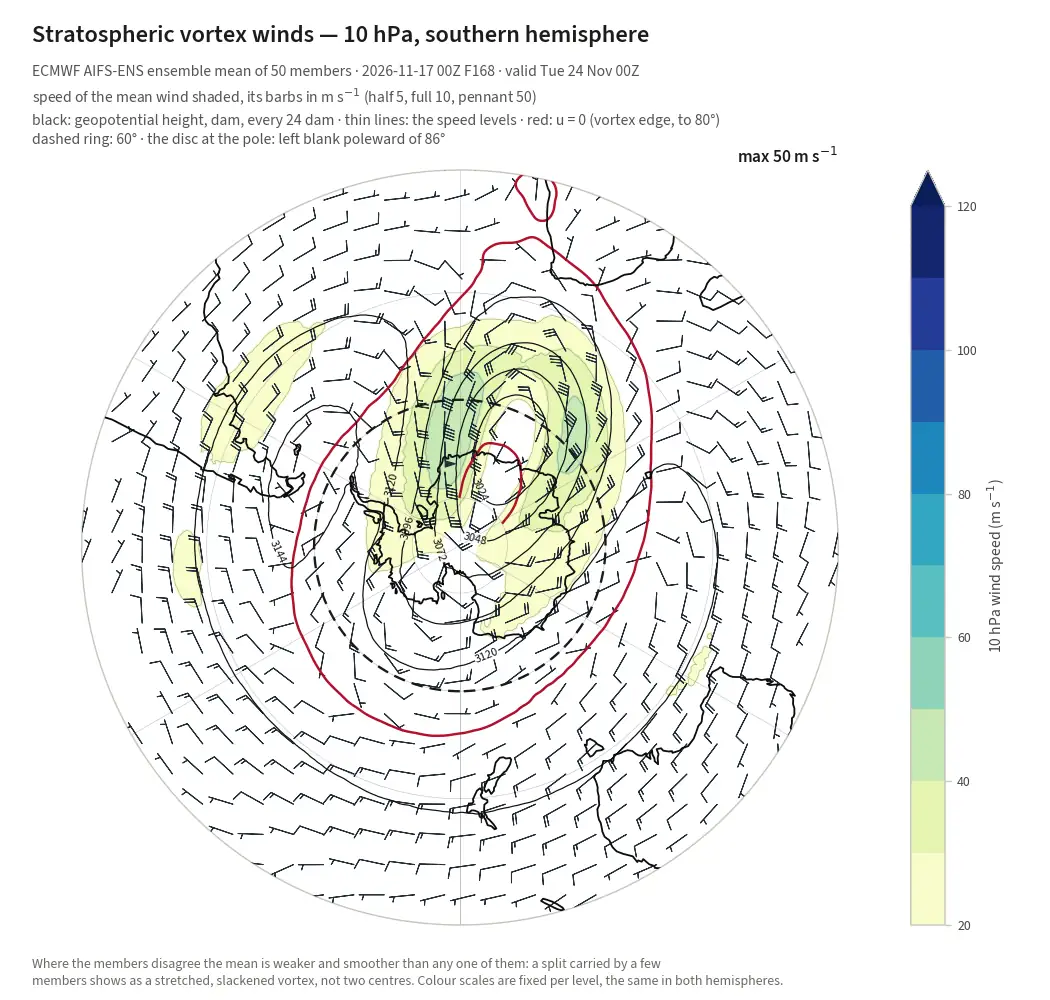 Stratospheric vortex winds — 10 hPa, southern hemisphere
ECMWF AIFS-ENS ensemble mean of 50 members · 2026-11-17 00Z F168 · valid Tue 24 Nov 00Z
speed of the mean wind shaded, its barbs in m s⁻¹ (half 5, full 10, pennant 50)
black: geopotential height, dam, every 24 dam · thin lines: the speed levels · red: u = 0 (vortex edge, to 80°)
dashed ring: 60° · the disc at the pole: left blank poleward of 86°
max 50 m s⁻¹
120
100
80
60
40
20
10 hPa wind speed (m s⁻¹)
3120
3096
3144
3072
3048
3120
Where the members disagree the mean is weaker and smoother than any one of them: a split carried by a few
members shows as a stretched, slackened vortex, not two centres. Colour scales are fixed per level, the same in both hemispheres.